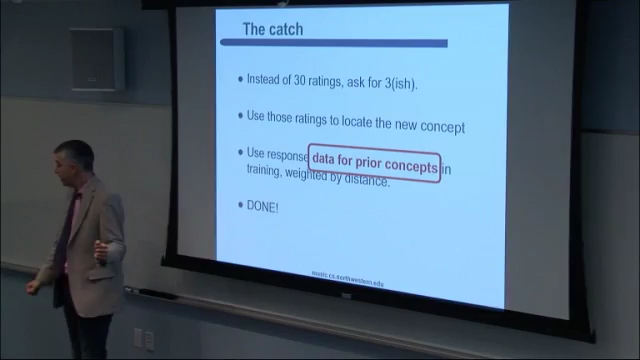 The catch
• Instead of 30 ratings, ask for 3(ish).
• Use those ratings to locate the new concept
• Use response data for prior concepts in
training, weighted by distance.
• DONE!
music.cs.northwestern.edu